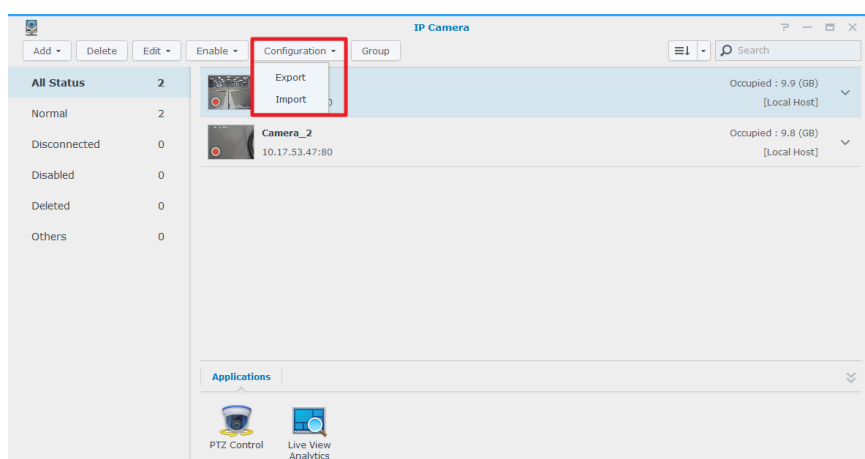 IP Camera
Add Delete Edit Enable Configuration Group Search
All Status 2
Normal 2
Disconnected 0
Disabled 0
Deleted 0
Others 0
Export
Import
Occupied : 9.9 (GB)
[Local Host]
Camera_2
10.17.53.47:80
Occupied : 9.8 (GB)
[Local Host]
Applications
PTZ Control
Live View
Analytics